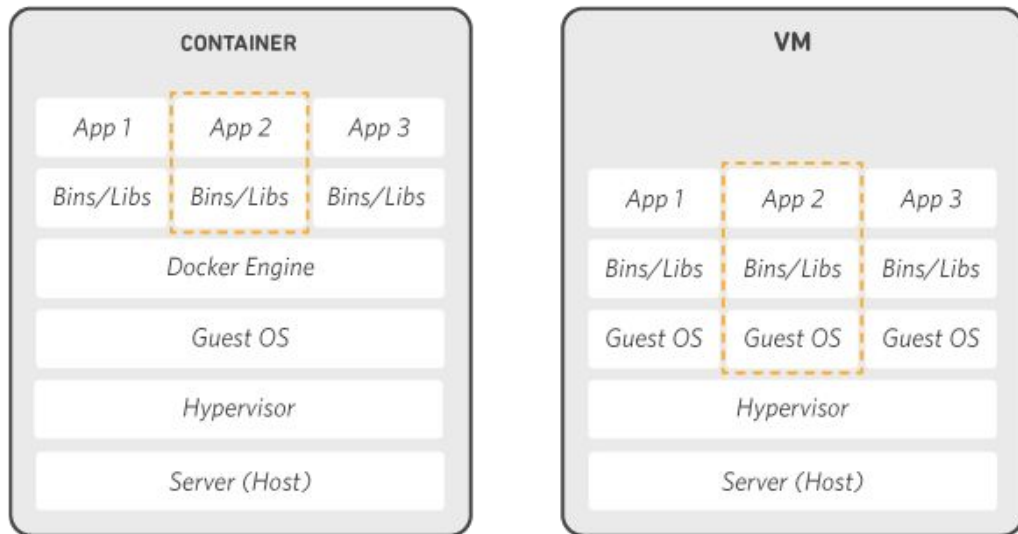 CONTAINER
App 1 App 2 App 3
Bins/Libs Bins/Libs Bins/Libs
Docker Engine
Guest OS
Hypervisor
Server (Host)
VM
App 1 App 2 App 3
Bins/Libs Bins/Libs Bins/Libs
Guest OS Guest OS Guest OS
Hypervisor
Server (Host)